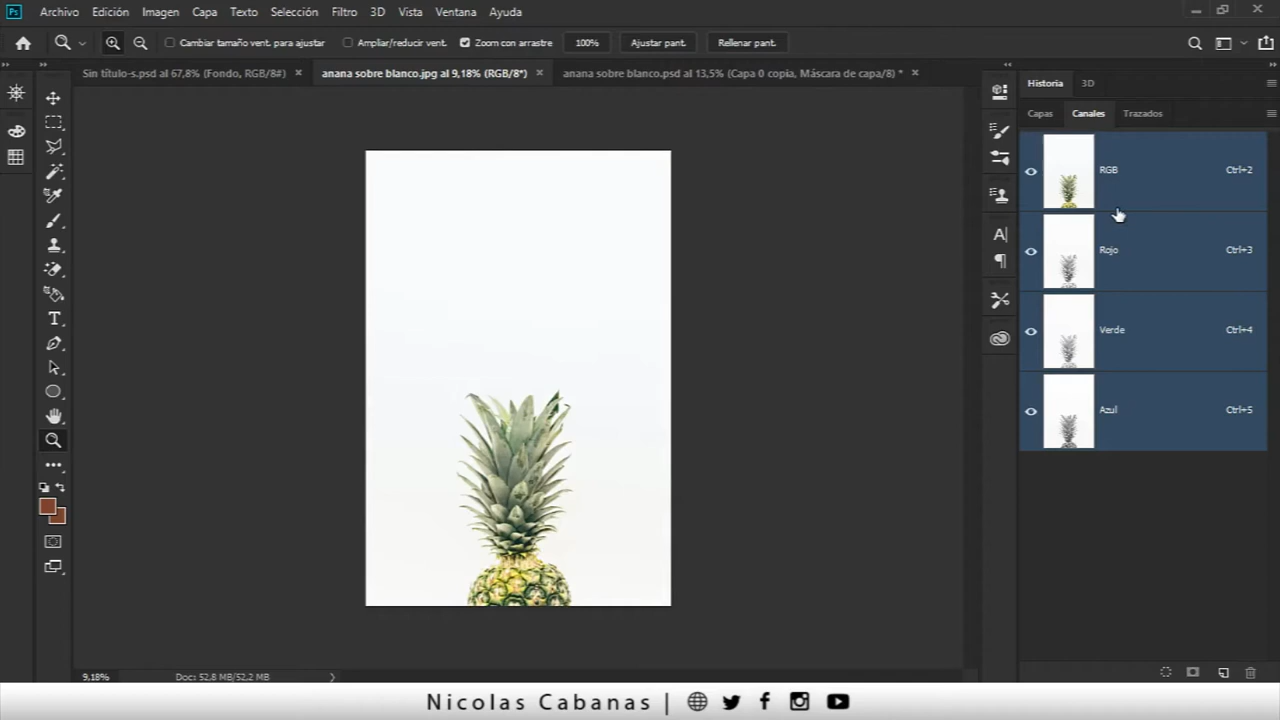 Ps Archivo Edición Imagen Capa Texto Selección Filtro 3D Vista Ventana Ayuda
Cambiar tamaño vent. para ajustar Ampliar/reducir vent. Zoom con arrastre 100% Ajustar pant. Rellenar pant.
Sin título-s.psd al 67,8% (Fondo, RGB/8#) × anana sobre blanco.jpg al 9,18% (RGB/8*) × anana sobre blanco.psd al 13,5% (Capa 0 copia, Máscara de capa/8) * ×
Historia 3D
Capas Canales Trazados
RGB Ctrl+2
Rojo Ctrl+3
Verde Ctrl+4
Azul Ctrl+5
9,18% Doc: 52,8 MB/52,2 MB
Nicolas Cabanas |